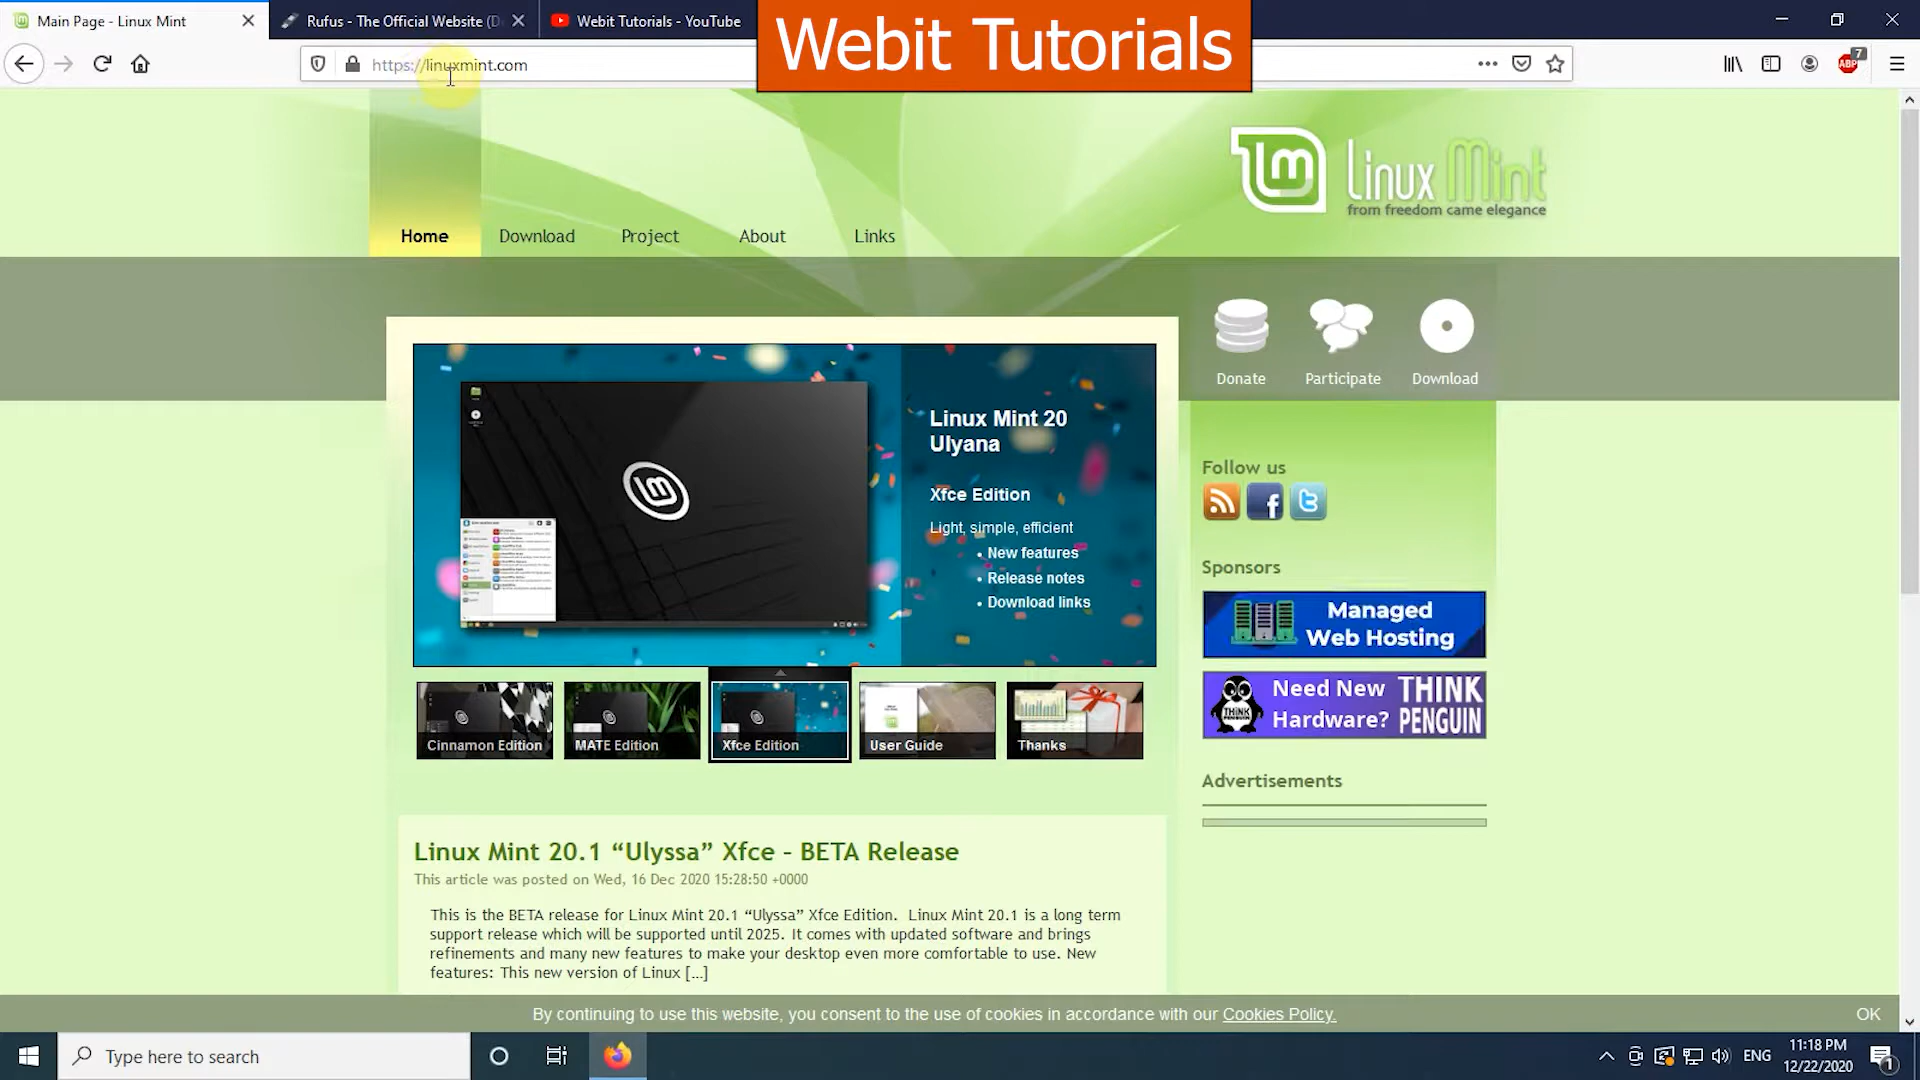 Main Page - Linux Mint
Rufus - The Official Website (D
Webit Tutorials - YouTube
Webit Tutorials
https://linuxmint.com
ABP
7
Linux Mint
from freedom came elegance
Home
Download
Project
About
Links
Donate
Participate
Download
Linux Mint 20
Ulyana
Xfce Edition
Light, simple, efficient
• New features
• Release notes
• Download links
Cinnamon Edition
MATE Edition
Xfce Edition
User Guide
Thanks
Follow us
Sponsors
Managed
Web Hosting
THINK
PENGUIN
Need New
Hardware?
THINK
PENGUIN
Advertisements
Linux Mint 20.1 “Ulyssa” Xfce – BETA Release
This article was posted on Wed, 16 Dec 2020 15:28:50 +0000
This is the BETA release for Linux Mint 20.1 “Ulyssa” Xfce Edition. Linux Mint 20.1 is a long term
support release which will be supported until 2025. It comes with updated software and brings
refinements and many new features to make your desktop even more comfortable to use. New
features: This new version of Linux [...]
By continuing to use this website, you consent to the use of cookies in accordance with our Cookies Policy.
OK
Type here to search
ENG
11:18 PM
12/22/2020
1